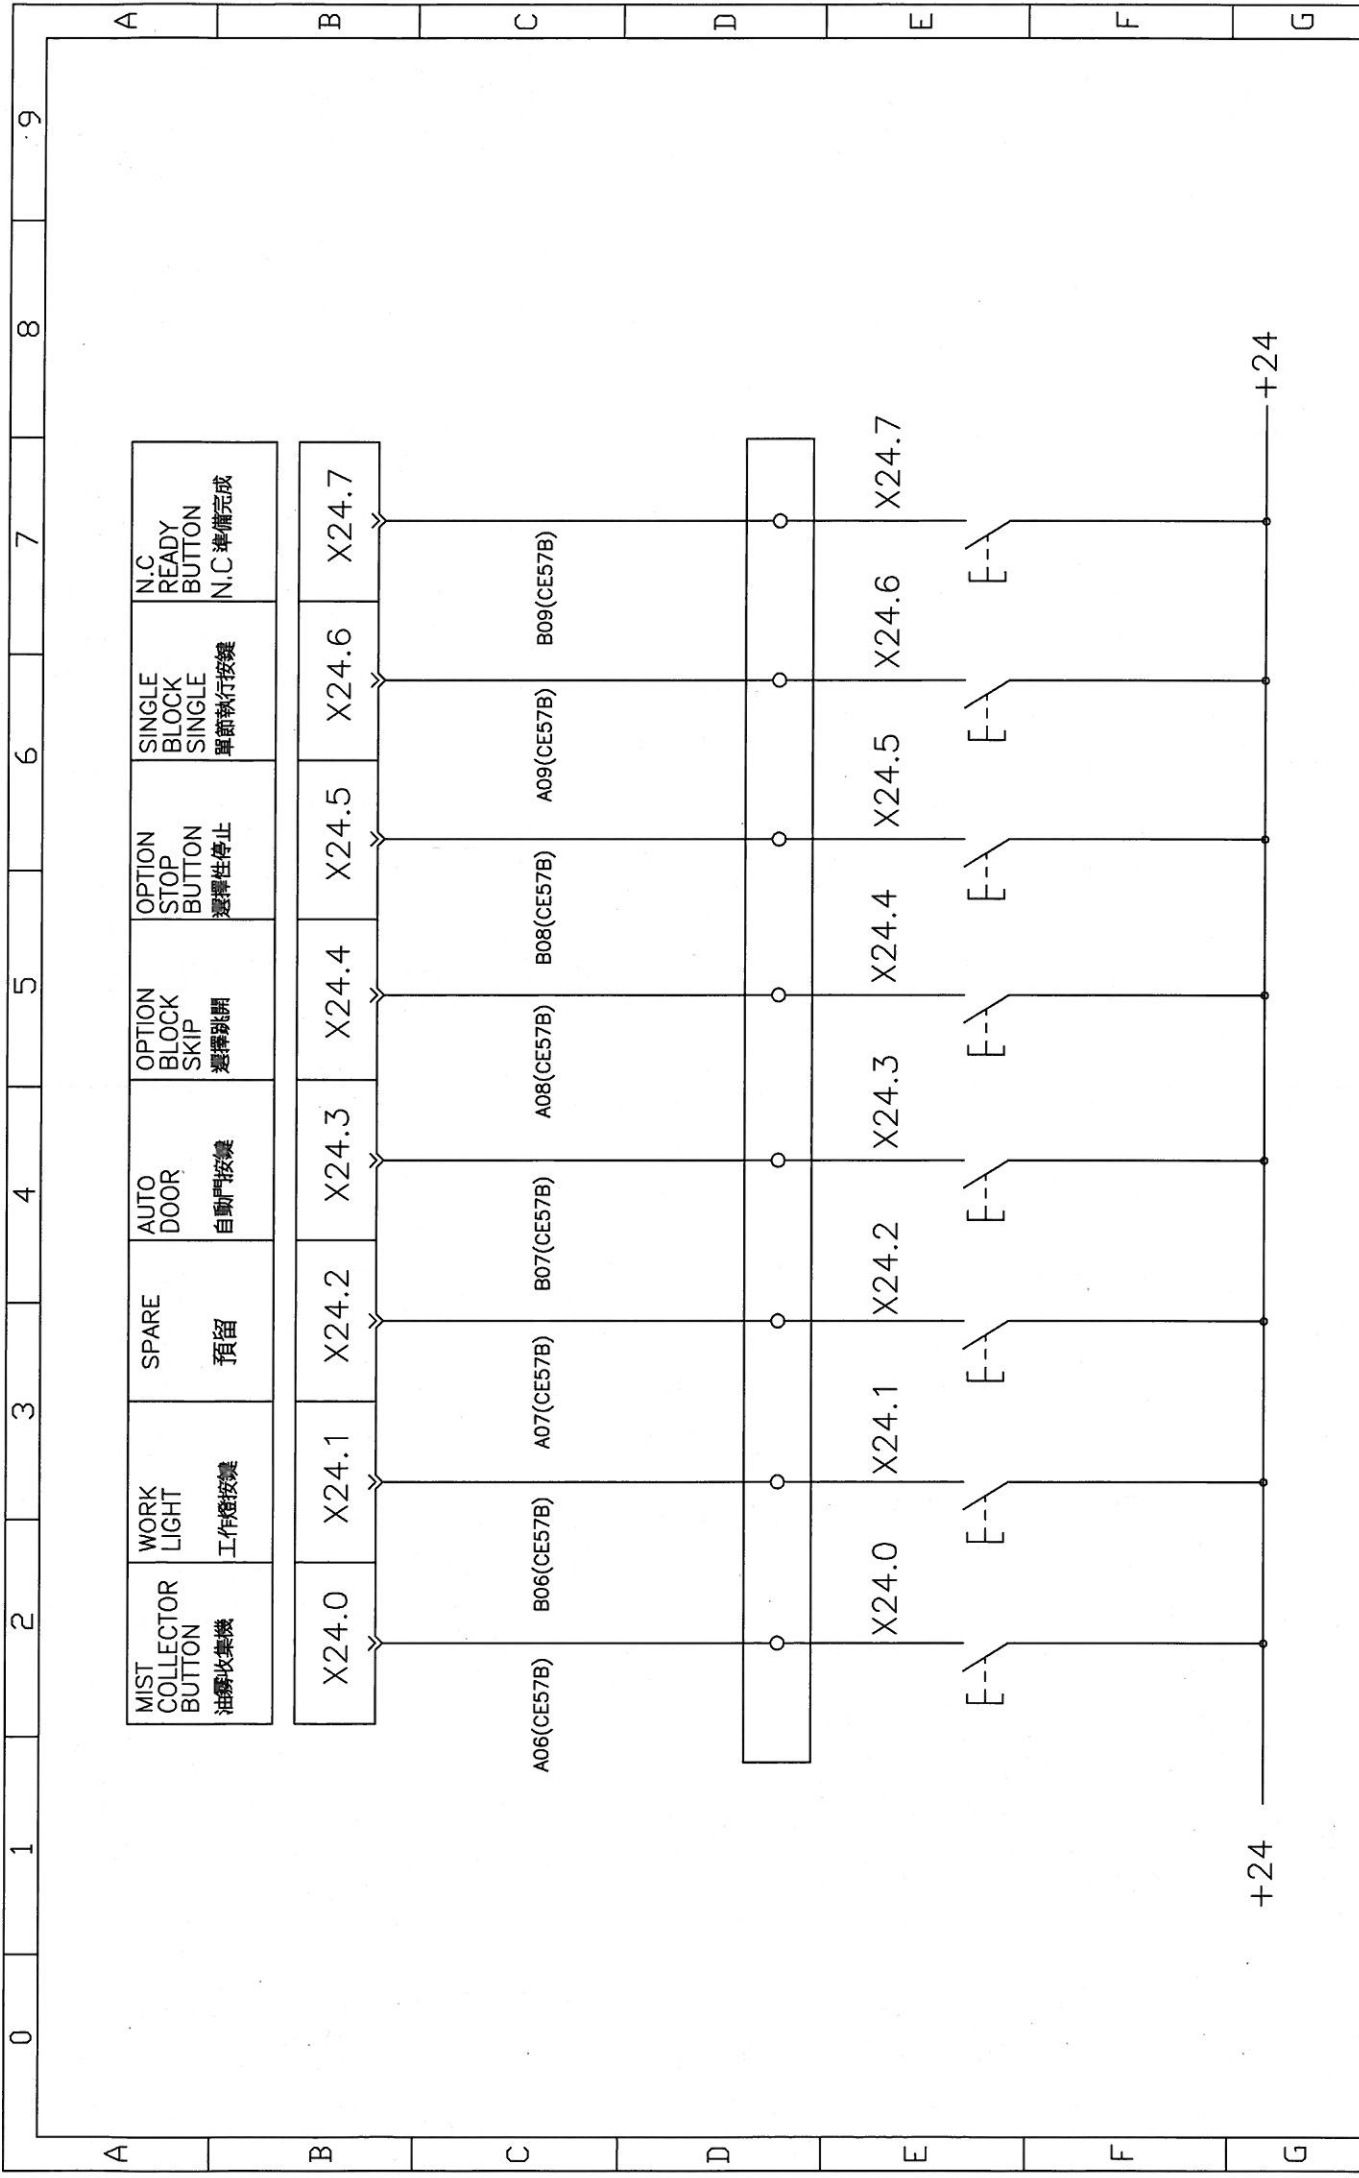 0 1 2 3 4 5 6 7 8 9
A
A
MIST
COLLECTOR
BUTTON
油霧收集機
WORK
LIGHT
工作燈按鍵
SPARE
預留
AUTO
DOOR
自動門按鍵
OPTION
BLOCK
SKIP
選擇跳開
OPTION
STOP
BUTTON
選擇性停止
SINGLE
BLOCK
SINGLE
單節執行按鍵
N.C
READY
BUTTON
N.C 準備完成
B
B
X24.0 X24.1 X24.2 X24.3 X24.4 X24.5 X24.6 X24.7
C
C
A06(CE57B) B06(CE57B) A07(CE57B) B07(CE57B) A08(CE57B) B08(CE57B) A09(CE57B) B09(CE57B)
D
D
E
E
X24.0 X24.1 X24.2 X24.3 X24.4 X24.5 X24.6 X24.7
F
F
G
G
+24
+24